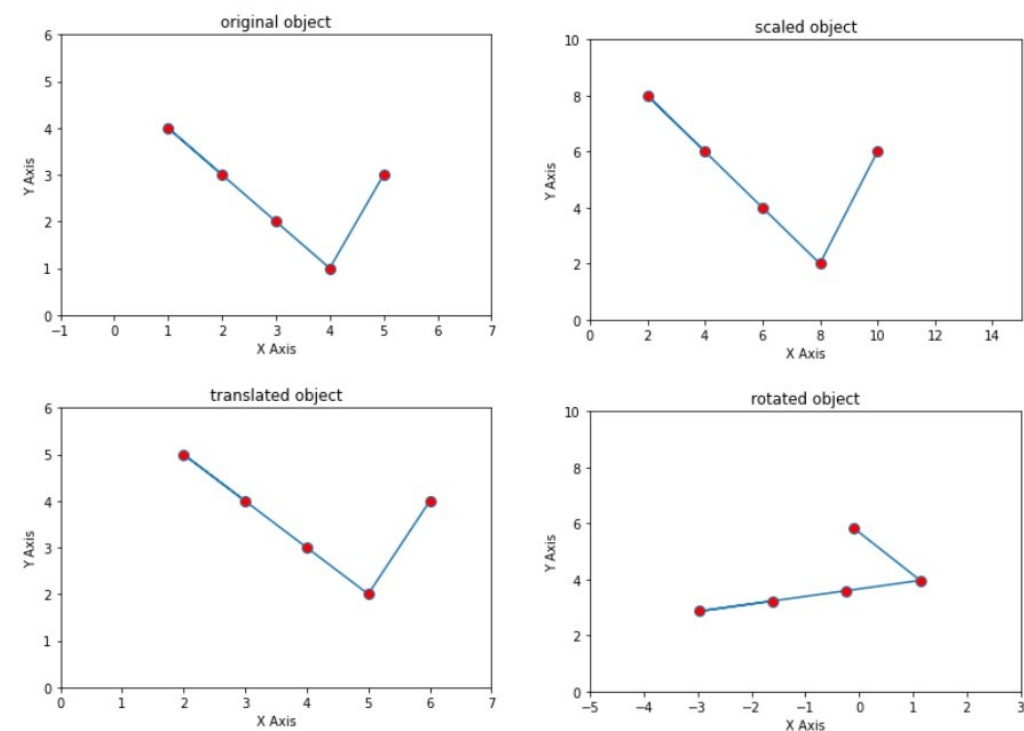 original object
6
5
4
3
2
1
0
Y Axis
−1 0 1 2 3 4 5 6 7
X Axis
scaled object
10
8
6
4
2
0
Y Axis
0 2 4 6 8 10 12 14
X Axis
translated object
6
5
4
3
2
1
0
Y Axis
0 1 2 3 4 5 6 7
X Axis
rotated object
10
8
6
4
2
0
Y Axis
−5 −4 −3 −2 −1 0 1 2 3
X Axis